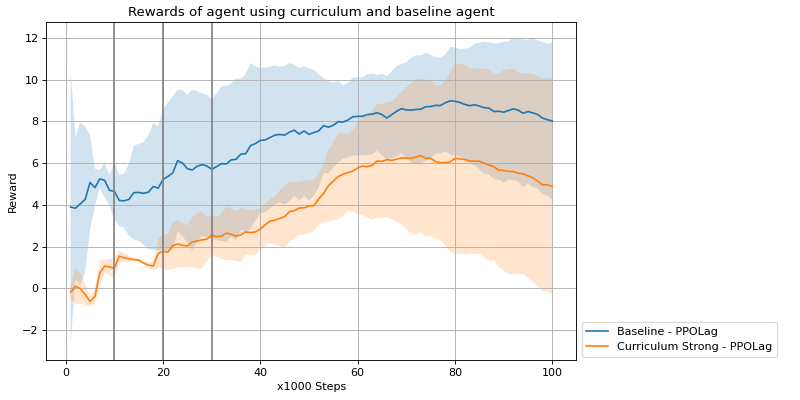 Rewards of agent using curriculum and baseline agent
12
10
8
6
4
2
0
−2
Reward
0 20 40 60 80 100
x1000 Steps
Baseline - PPOLag
Curriculum Strong - PPOLag